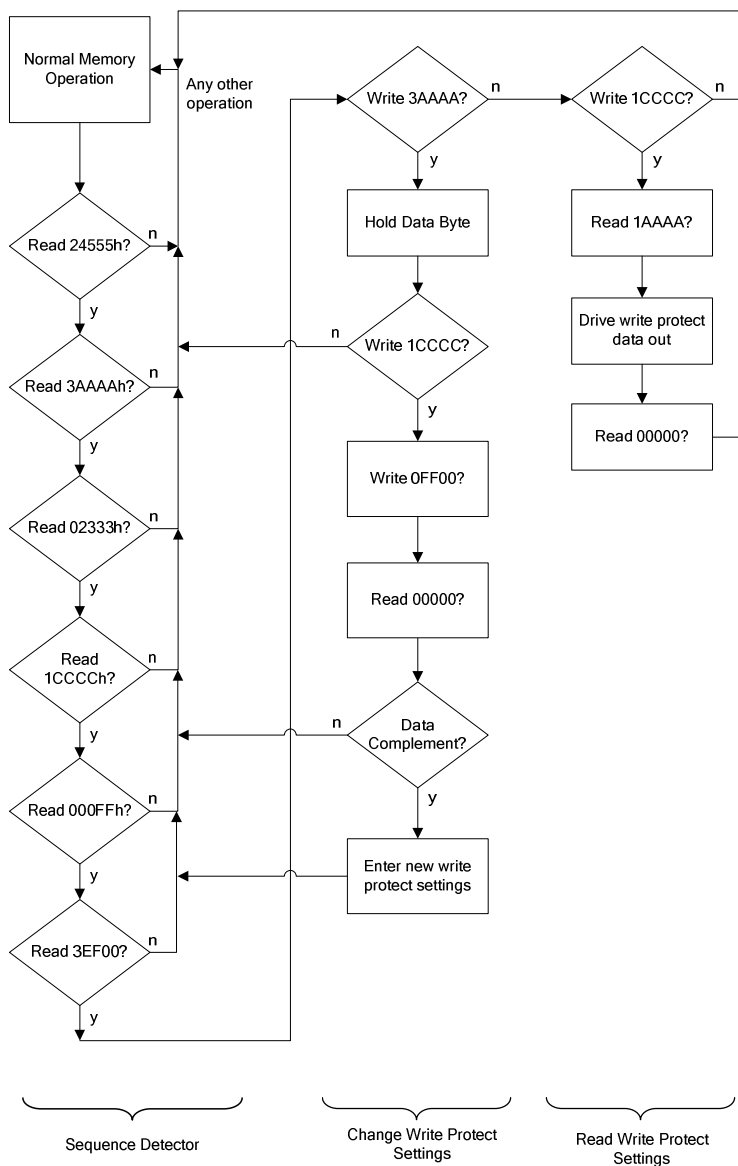 Normal Memory
Operation
Any other
operation
Read 24555h?
n
y
Read 3AAAAh?
n
y
Read 02333h?
n
y
Read
1CCCCh?
n
y
Read 000FFh?
n
y
Read 3EF00?
n
y
Sequence Detector
Write 3AAAA?
n
y
Hold Data Byte
Write 1CCCC?
n
y
Write 0FF00?
Read 00000?
Data
Complement?
n
y
Enter new write
protect settings
Change Write Protect
Settings
Write 1CCCC?
n
y
Read 1AAAA?
Drive write protect
data out
Read 00000?
Read Write Protect
Settings